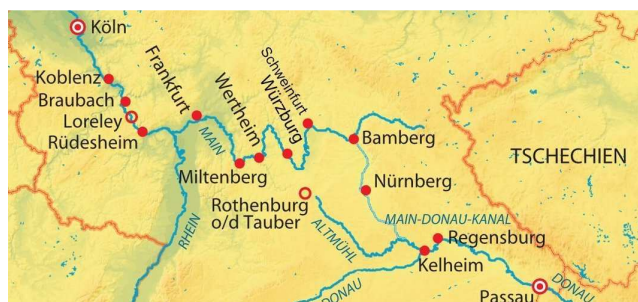 Köln
Koblenz
Braubach
Loreley
Rüdesheim
Frankfurt
MAIN
Wertheim
Miltenberg
Schweinfurt
Würzburg
Bamberg
TSCHECHIEN
Nürnberg
Rothenburg
o/d Tauber
RHEIN
ALTMÜHL
MAIN-DONAU-KANAL
Regensburg
Kelheim
DONAU
Passau
DONAU